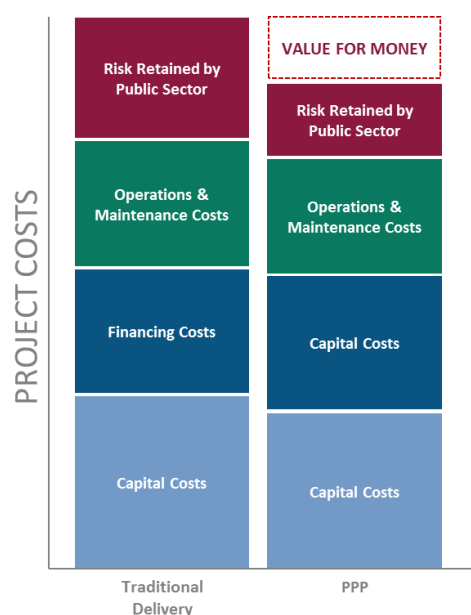 PROJECT COSTS
Risk Retained by
Public Sector
Operations &
Maintenance Costs
Financing Costs
Capital Costs
VALUE FOR MONEY
Risk Retained by
Public Sector
Operations &
Maintenance Costs
Capital Costs
Capital Costs
Traditional
Delivery
PPP